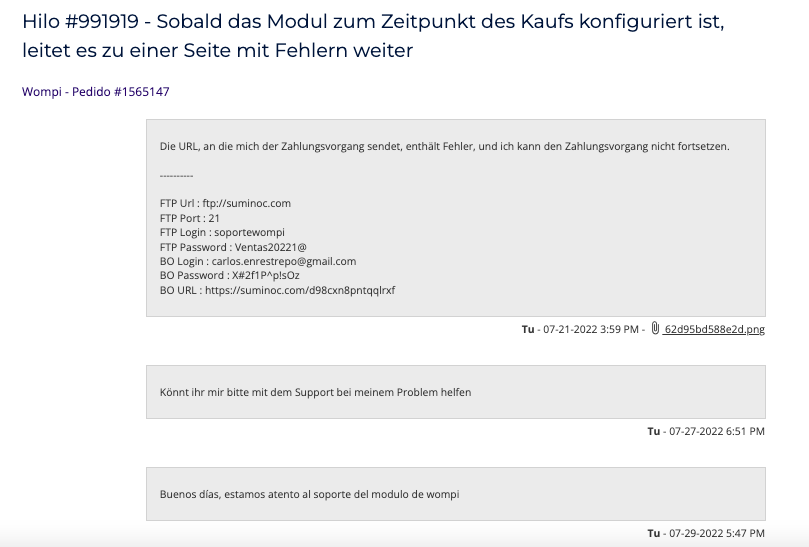 Hilo #991919 - Sobald das Modul zum Zeitpunkt des Kaufs konfiguriert ist,
leitet es zu einer Seite mit Fehlern weiter
Wompi - Pedido #1565147
Die URL, an die mich der Zahlungsvorgang sendet, enthält Fehler, und ich kann den Zahlungsvorgang nicht fortsetzen.
----------
FTP Url : ftp://suminoc.com
FTP Port : 21
FTP Login : soportewompi
FTP Password : Ventas20221@
BO Login : carlos.enrestrepo@gmail.com
BO Password : X#2f1P^p!sOz
BO URL : https://suminoc.com/d98cxn8pntqqlrxf
Tu - 07-21-2022 3:59 PM - 62d95bd588e2d.png
Könnt ihr mir bitte mit dem Support bei meinem Problem helfen
Tu - 07-27-2022 6:51 PM
Buenos días, estamos atento al soporte del modulo de wompi
Tu - 07-29-2022 5:47 PM